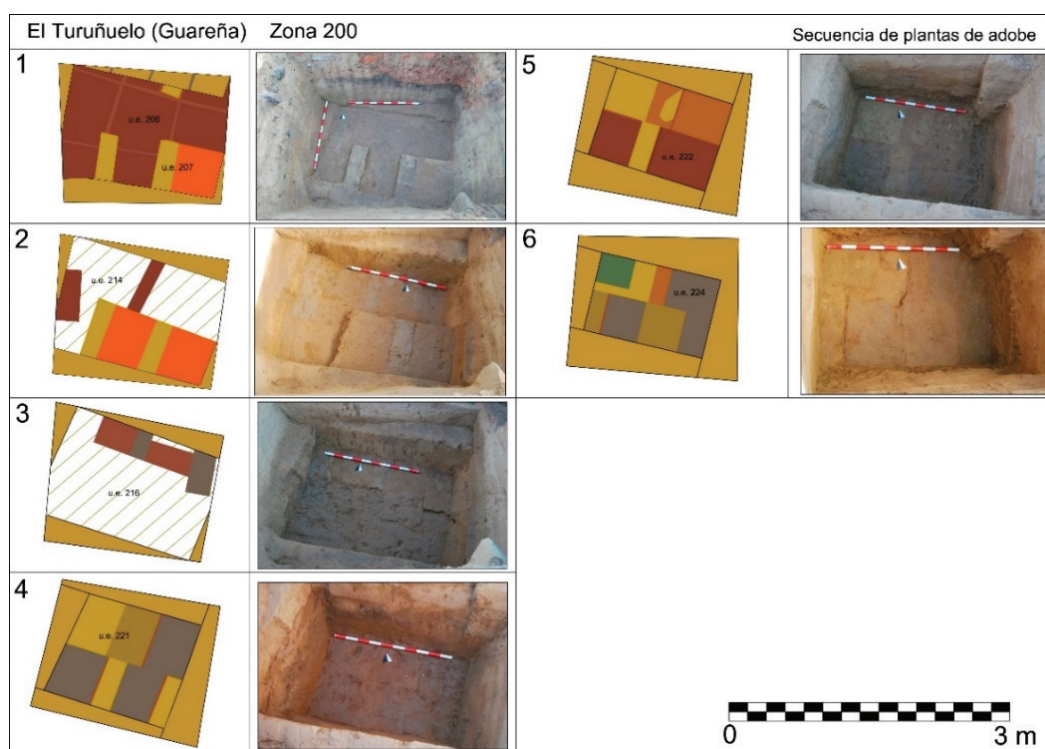 El Turuñuelo (Guareña) Zona 200
Secuencia de plantas de adobe
1
u.e. 206
u.e. 207
2
u.e. 214
3
u.e. 216
4
u.e. 221
5
u.e. 222
6
u.e. 224
0 3 m